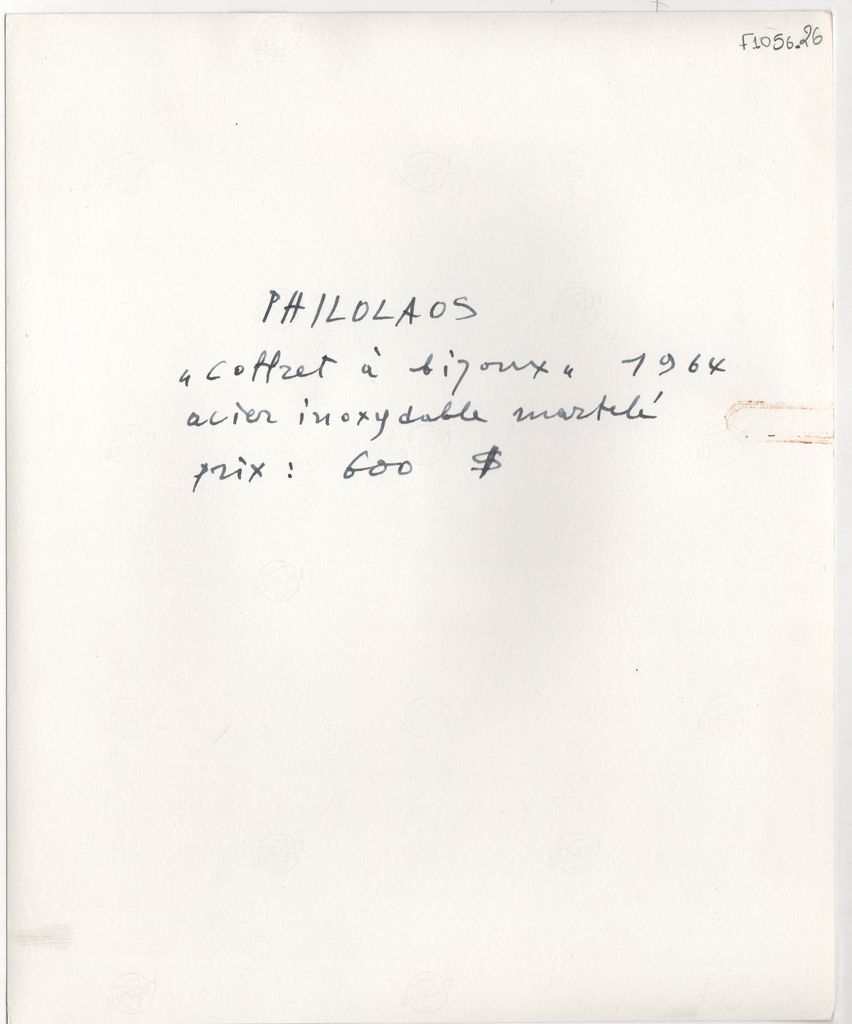 F1056.26
PHILOLAOS
"coffret à bijoux" 1964
acier inoxydable martelé
prix : 600 $